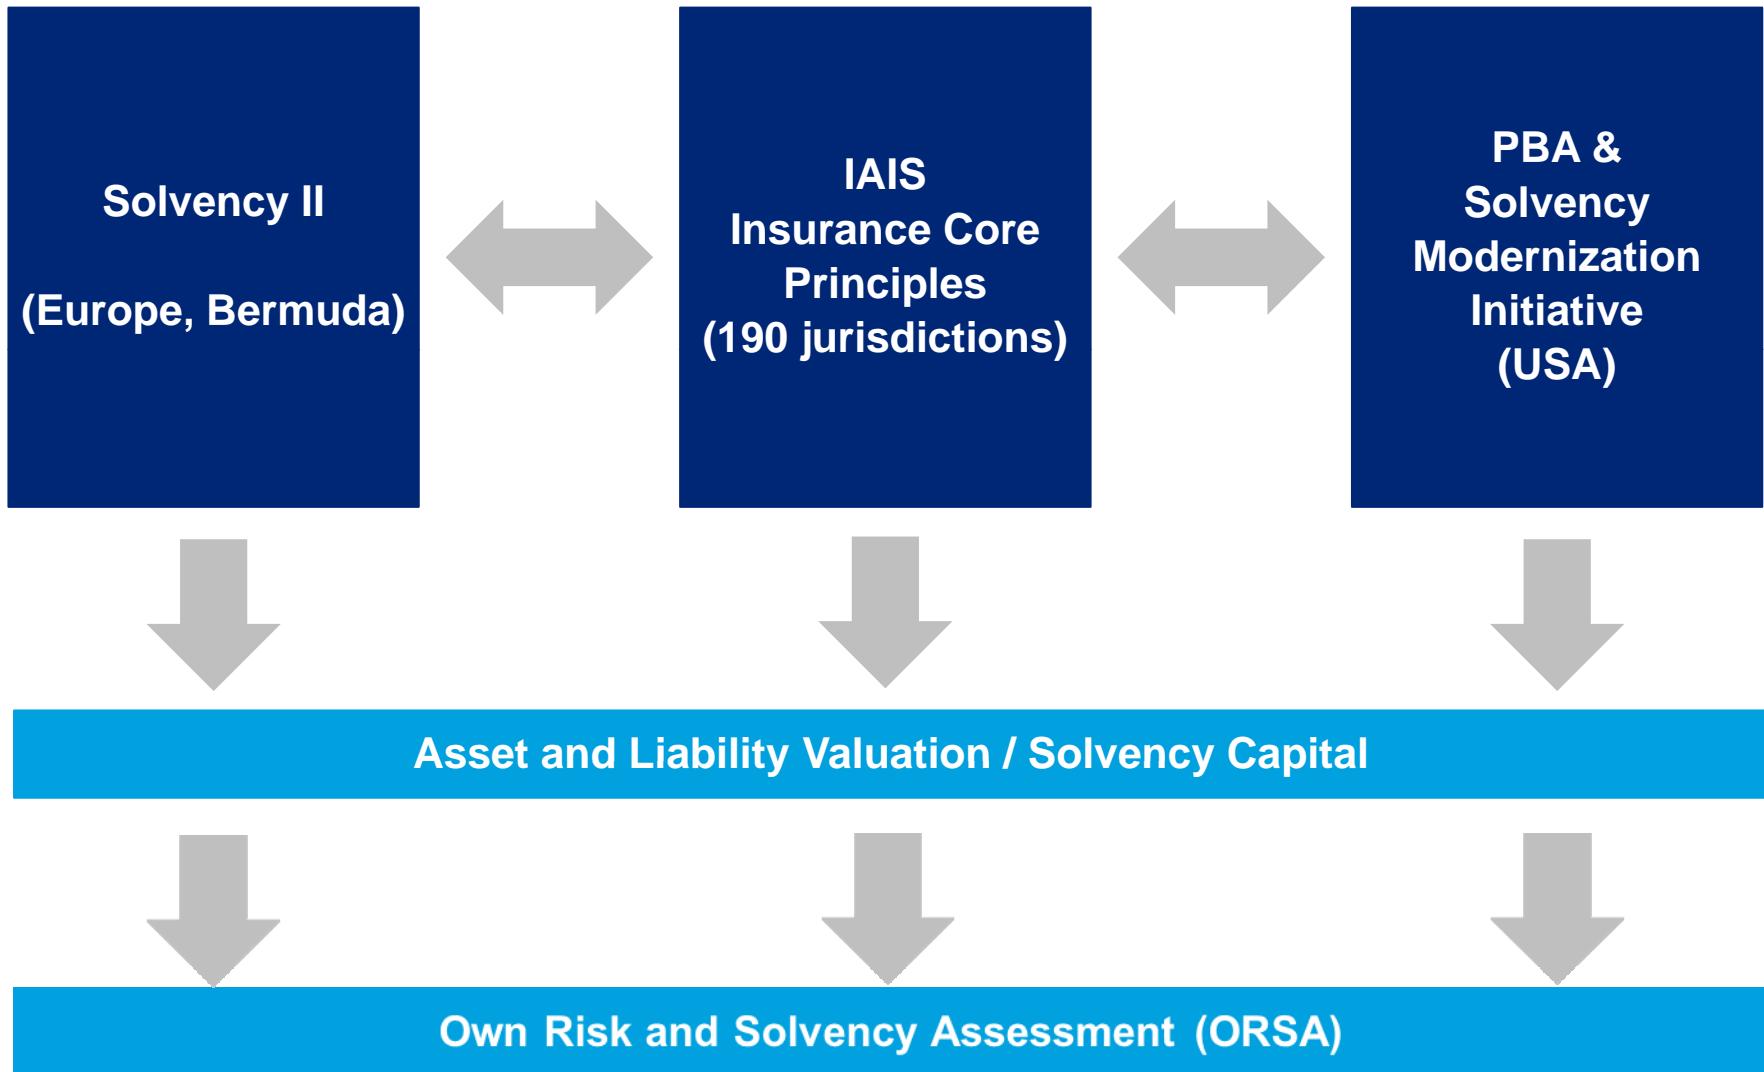 Solvency II
(Europe, Bermuda)
IAIS
Insurance Core
Principles
(190 jurisdictions)
PBA &
Solvency
Modernization
Initiative
(USA)
Asset and Liability Valuation / Solvency Capital
Own Risk and Solvency Assessment (ORSA)